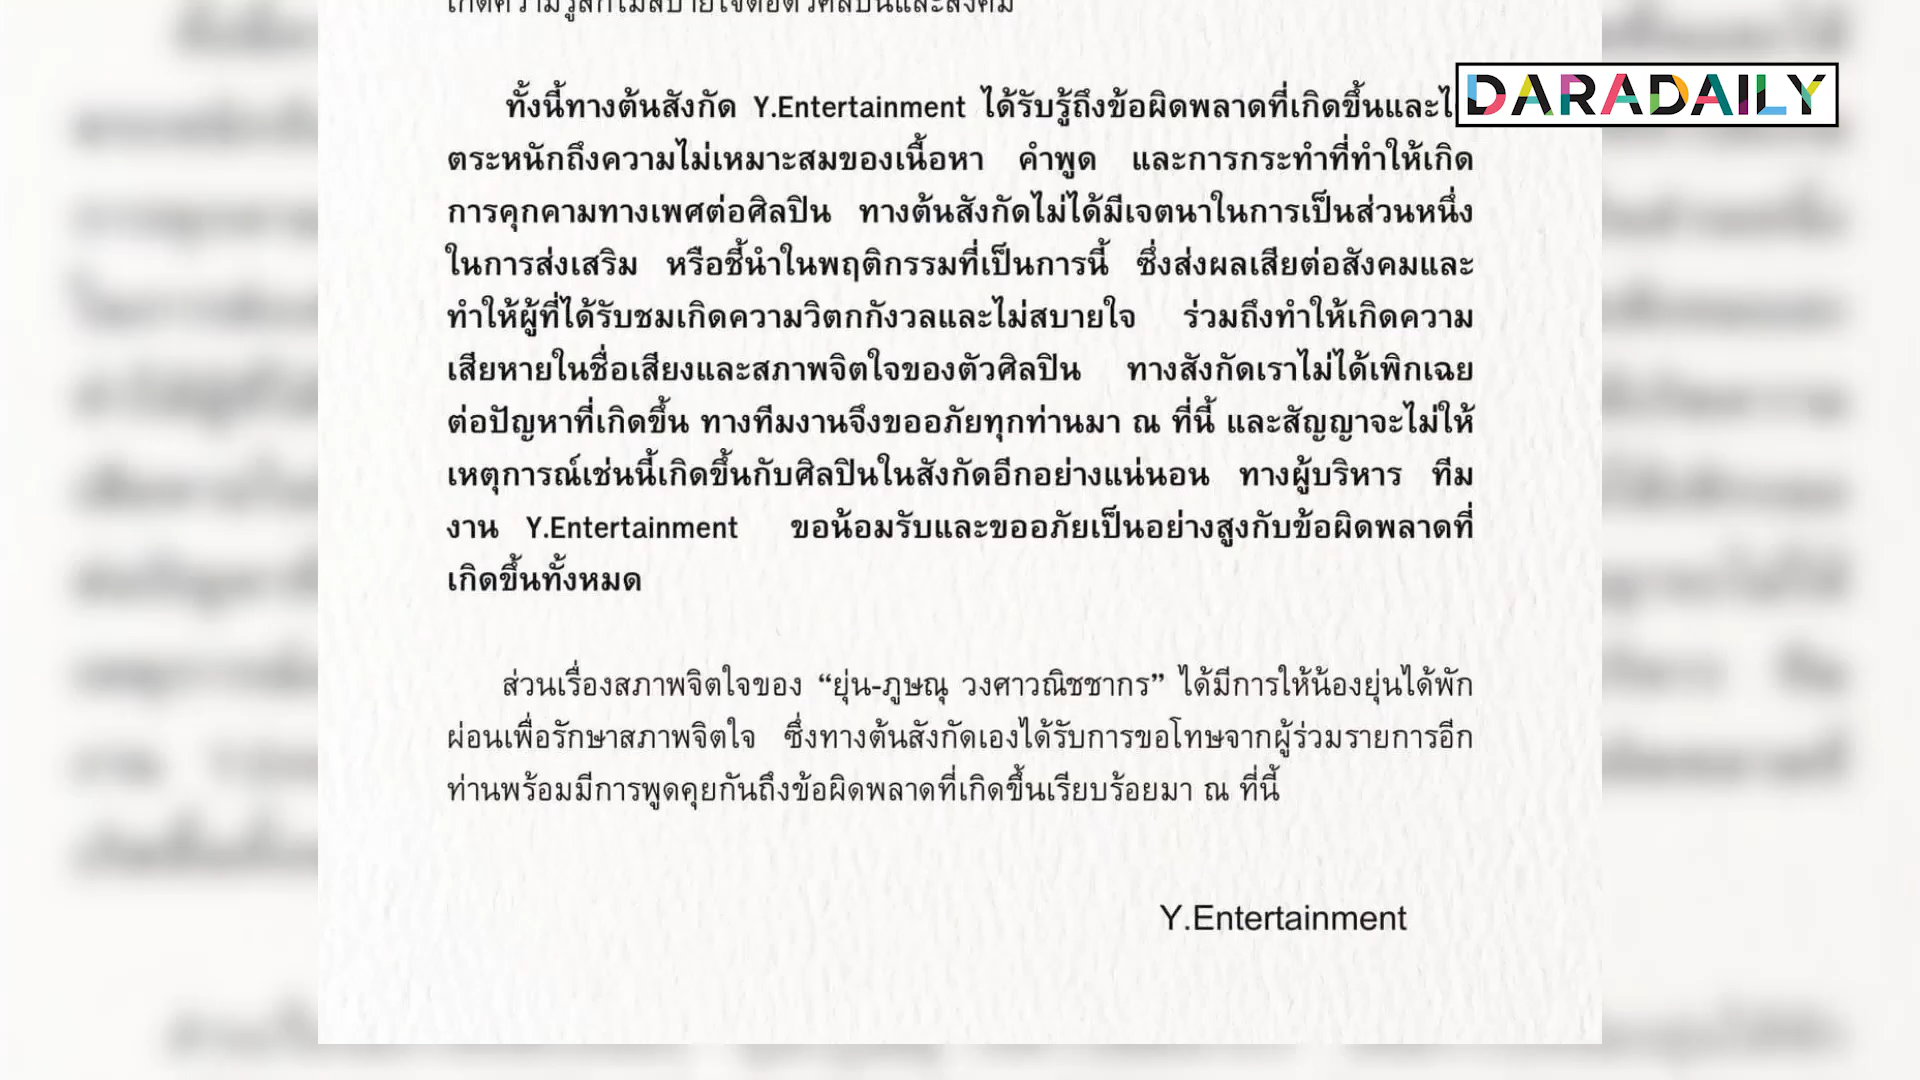 เกิดความรู้สึกไม่สบายใจต่อตัวศิลปินและสังคม
DARADAILY
ทั้งนี้ทางต้นสังกัด Y.Entertainment ได้รับรู้ถึงข้อผิดพลาดที่เกิดขึ้นและ
ตระหนักถึงความไม่เหมาะสมของเนื้อหา คำพูด และการกระทำที่ทำให้เกิด
การคุกคามทางเพศต่อศิลปิน ทางต้นสังกัดไม่ได้มีเจตนาในการเป็นส่วนหนึ่ง
ในการส่งเสริม หรือชี้นำในพฤติกรรมที่เป็นการนี้ ซึ่งส่งผลเสียต่อสังคมและ
ทำให้ผู้ที่ได้รับชมเกิดความวิตกกังวลและไม่สบายใจ ร่วมถึงทำให้เกิดความ
เสียหายในชื่อเสียงและสภาพจิตใจของตัวศิลปิน ทางสังกัดเราไม่ได้เพิกเฉย
ต่อปัญหาที่เกิดขึ้น ทางทีมงานจึงขออภัยทุกท่านมา ณ ที่นี้ และสัญญาจะไม่ให้
เหตุการณ์เช่นนี้เกิดขึ้นกับศิลปินในสังกัดอีกอย่างแน่นอน ทางผู้บริหาร ทีม
งาน Y.Entertainment ขอน้อมรับและขออภัยเป็นอย่างสูงกับข้อผิดพลาดที่
เกิดขึ้นทั้งหมด
ส่วนเรื่องสภาพจิตใจของ “ยุ่น-ภูษณุ วงศาวณิชชากร” ได้มีการให้น้องยุ่นได้พัก
ผ่อนเพื่อรักษาสภาพจิตใจ ซึ่งทางต้นสังกัดเองได้รับการขอโทษจากผู้ร่วมรายการอีก
ท่านพร้อมมีการพูดคุยกันถึงข้อผิดพลาดที่เกิดขึ้นเรียบร้อยมา ณ ที่นี้
Y.Entertainment